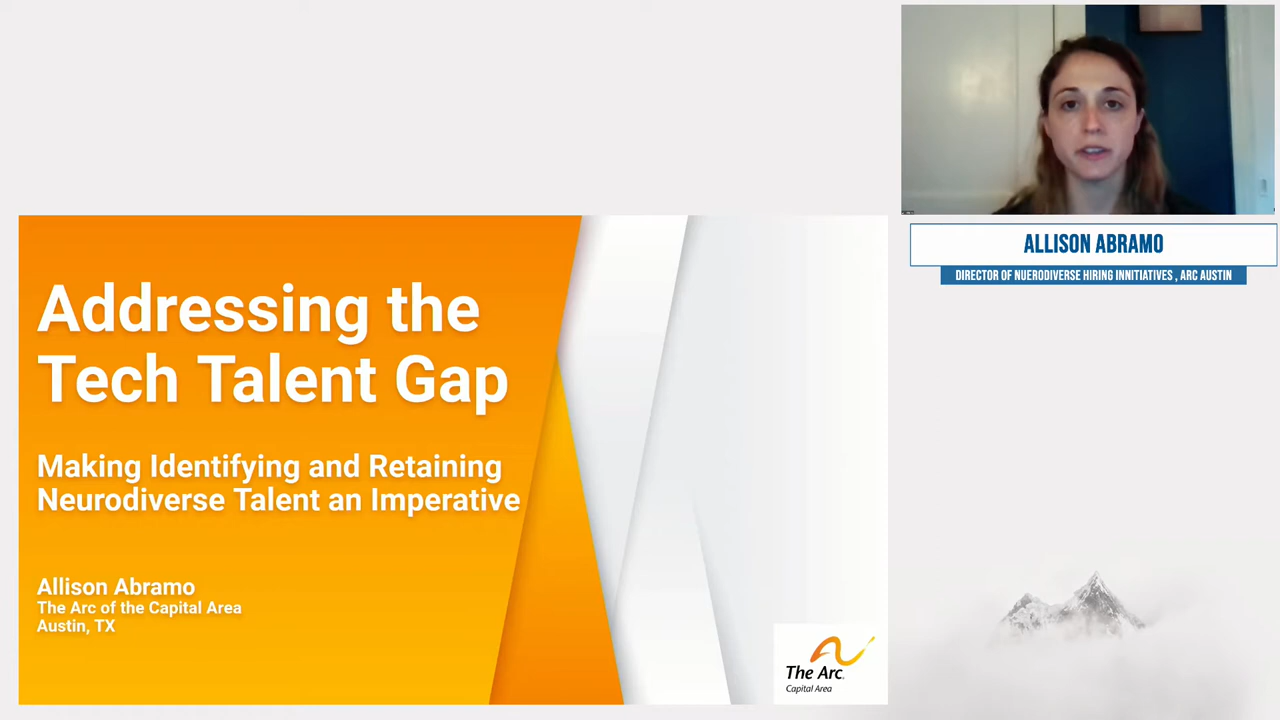 Addressing the
Tech Talent Gap
Making Identifying and Retaining
Neurodiverse Talent an Imperative
Allison Abramo
The Arc of the Capital Area
Austin, TX
The Arc
Capital Area
ALLISON ABRAMO
DIRECTOR OF NUERODIVERSE HIRING INNITIATIVES , ARC AUSTIN